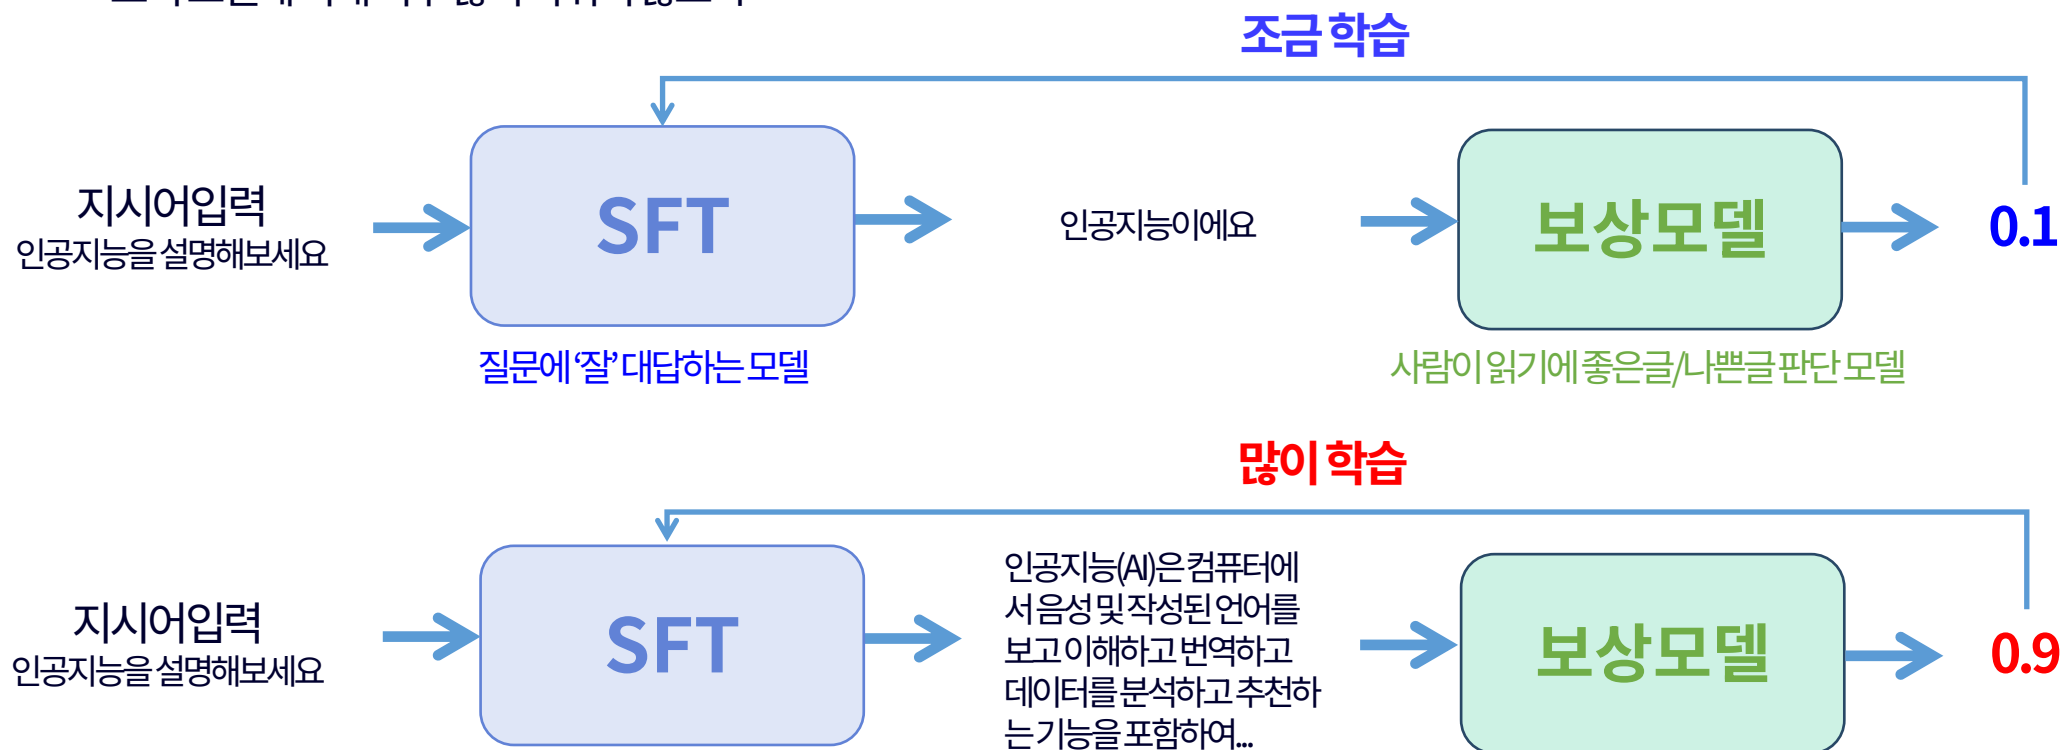 조금 학습
지시어입력
인공지능을 설명해보세요
SFT
인공지능이에요
보상모델
0.1
질문에 ‘잘’ 대답하는 모델
사람이 읽기에 좋은글/나쁜글 판단 모델
많이 학습
지시어입력
인공지능을 설명해보세요
SFT
인공지능(AI)은 컴퓨터에
서 음성 및 작성된 언어를
보고 이해하고 번역하고
데이터를 분석하고 추천하
는 기능을 포함하여...
보상모델
0.9